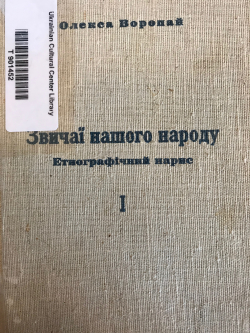 Ukrainian Cultural Center Library
T 901452
Олекса Воропай
Звичаї нашого народу
Етнографічний нарис
I